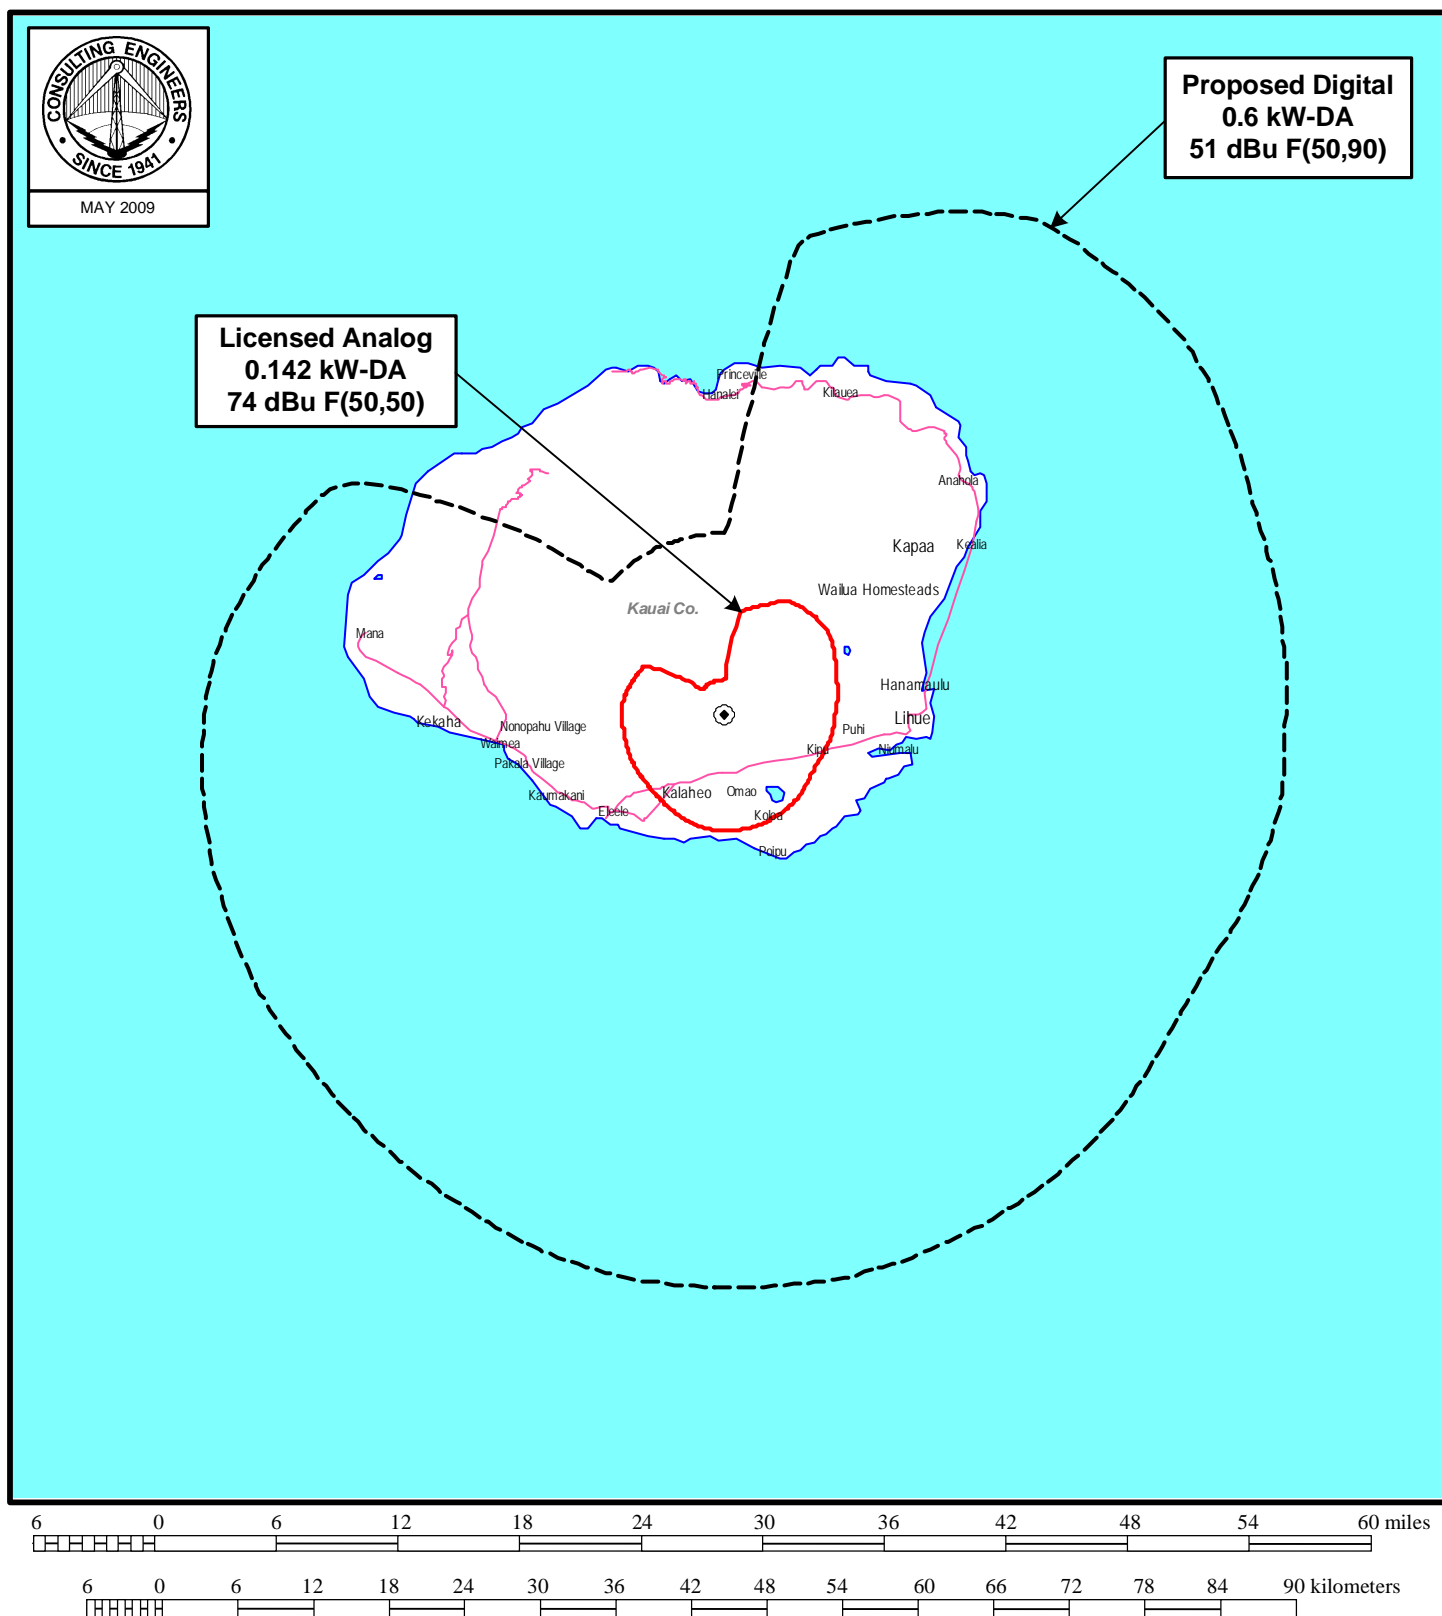 CONSULTING ENGINEERS
• SINCE 1941 •
MAY 2009
Proposed Digital
0.6 kW-DA
51 dBu F(50,90)
Licensed Analog
0.142 kW-DA
74 dBu F(50,50)
Princeville
Hanalei
Kilauea
Anahola
Kapaa
Kealia
Wailua Homesteads
Kauai Co.
Mana
Hanamaulu
Kekaha
Nonopahu Village
Lihue
Puhi
Waimea
Kipu
Niumalu
Pakala Village
Kaumakani
Kalaheo
Omao
Eleele
Koloa
Poipu
6 0 6 12 18 24 30 36 42 48 54 60 miles
6 0 6 12 18 24 30 36 42 48 54 60 66 72 78 84 90 kilometers